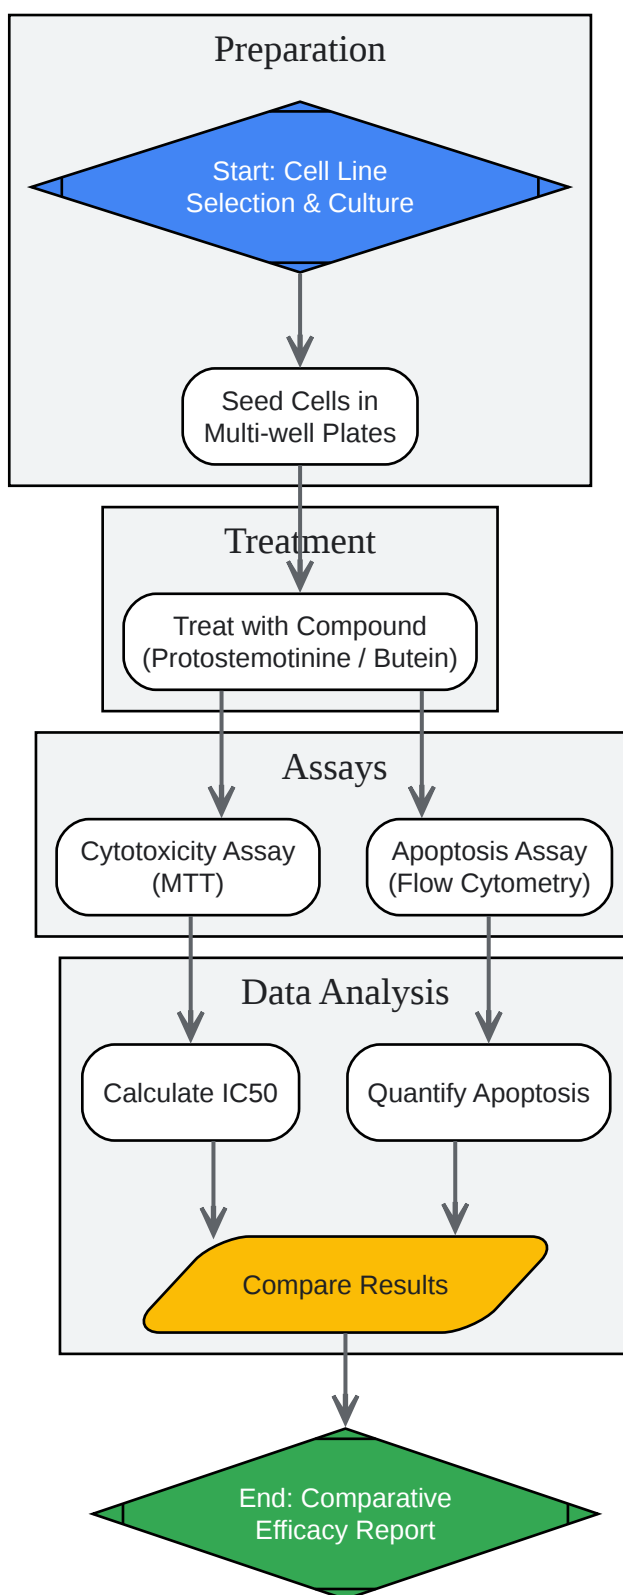 Preparation
Start: Cell Line
Selection & Culture
Seed Cells in
Multi-well Plates
Treatment
Treat with Compound
(Protostemotinine / Butein)
Assays
Cytotoxicity Assay
(MTT)
Apoptosis Assay
(Flow Cytometry)
Data Analysis
Calculate IC50
Quantify Apoptosis
Compare Results
End: Comparative
Efficacy Report